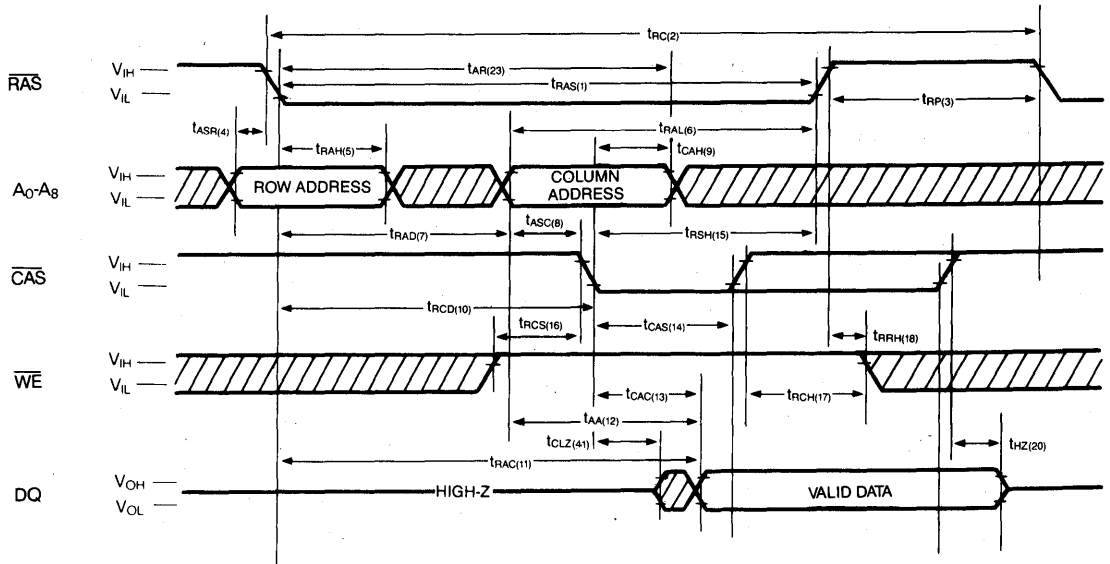 tRC(2)
RAS
VIH
VIL
tAR(23)
tRAS(1)
tRP(3)
tASR(4)
tRAL(6)
tRAH(5)
tCAH(9)
A0-A8
VIH
VIL
ROW ADDRESS
COLUMN
ADDRESS
tRAD(7)
tASC(8)
tRSH(15)
CAS
VIH
VIL
tRCD(10)
tRCS(16)
tCAS(14)
tRRH(18)
WE
VIH
VIL
tCAC(13)
tRCH(17)
tAA(12)
tCLZ(41)
tHZ(20)
tRAC(11)
DQ
VOH
VOL
HIGH-Z
VALID DATA